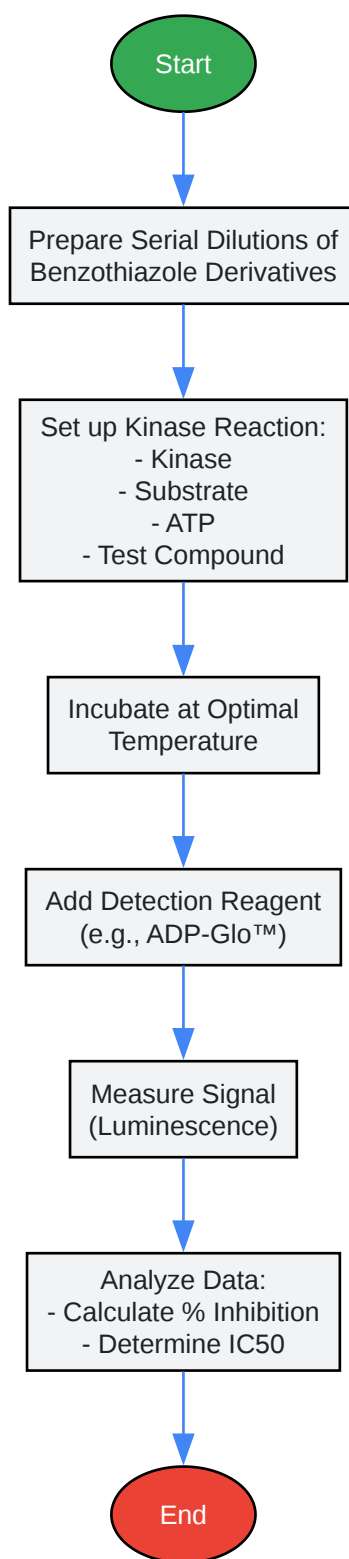 Start
Prepare Serial Dilutions of
Benzothiazole Derivatives
Set up Kinase Reaction:
- Kinase
- Substrate
- ATP
- Test Compound
Incubate at Optimal
Temperature
Add Detection Reagent
(e.g., ADP-Glo™)
Measure Signal
(Luminescence)
Analyze Data:
- Calculate % Inhibition
- Determine IC50
End